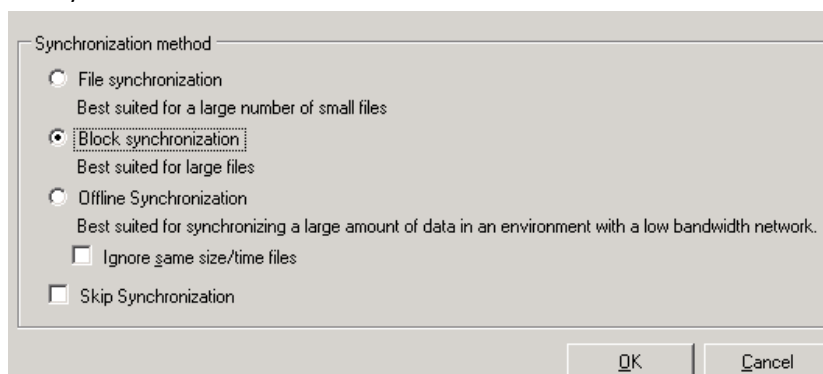 Synchronization method
File synchronization
Best suited for a large number of small files
Block synchronization
Best suited for large files
Offline Synchronization
Best suited for synchronizing a large amount of data in an environment with a low bandwidth network.
Ignore same size/time files
Skip Synchronization
OK Cancel